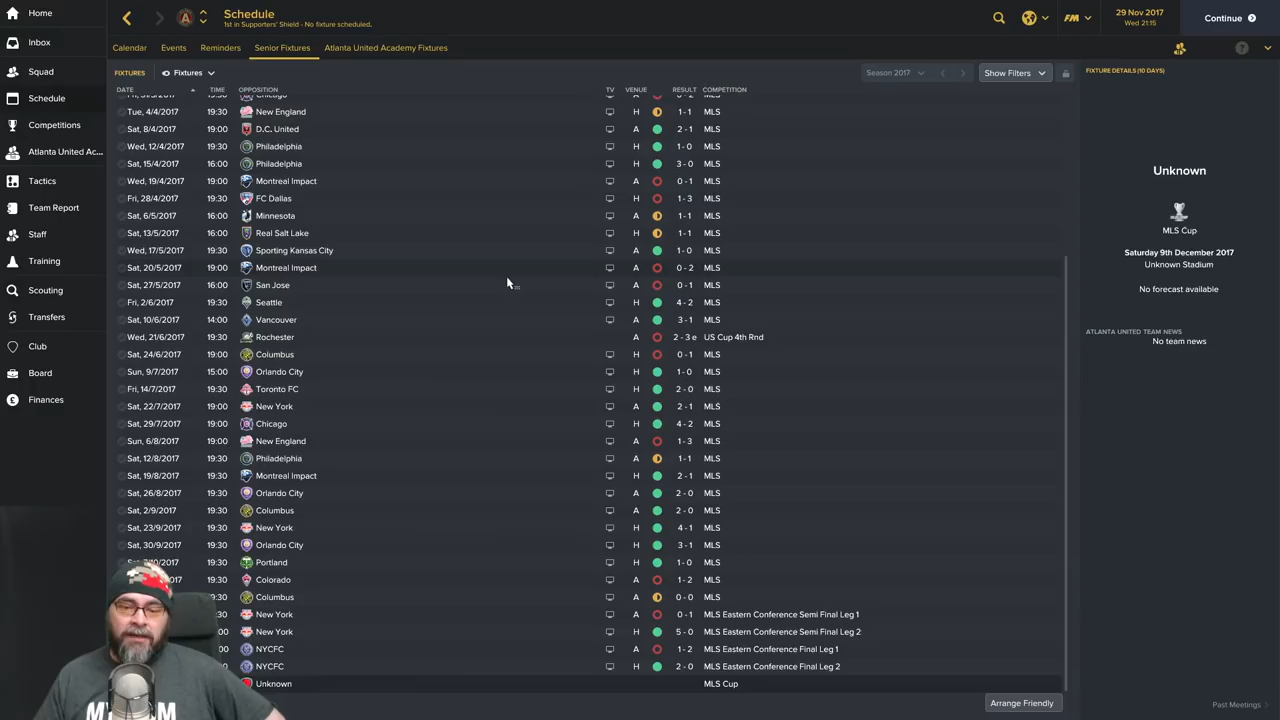 Home
Inbox
Squad
Schedule
Competitions
Atlanta United Ac...
Tactics
Team Report
Staff
Training
Scouting
Transfers
Club
Board
Finances
Schedule
1st in Supporters' Shield - No fixture scheduled.
FM
29 Nov 2017
Wed 21:15
Continue
Calendar Events Reminders Senior Fixtures Atlanta United Academy Fixtures
FIXTURES Fixtures Season 2017 Show Filters
DATE TIME OPPOSITION TV VENUE RESULT COMPETITION
Tue, 4/4/2017 19:30 New England H 1-1 MLS
Sat, 8/4/2017 19:00 D.C. United A 2-1 MLS
Wed, 12/4/2017 19:30 Philadelphia H 1-0 MLS
Sat, 15/4/2017 16:00 Philadelphia H 3-0 MLS
Wed, 19/4/2017 19:00 Montreal Impact A 0-1 MLS
Fri, 28/4/2017 19:30 FC Dallas H 1-3 MLS
Sat, 6/5/2017 16:00 Minnesota A 1-1 MLS
Sat, 13/5/2017 16:00 Real Salt Lake H 1-1 MLS
Wed, 17/5/2017 19:30 Sporting Kansas City A 1-0 MLS
Sat, 20/5/2017 19:00 Montreal Impact A 0-2 MLS
Sat, 27/5/2017 16:00 San Jose A 0-1 MLS
Fri, 2/6/2017 19:30 Seattle H 4-2 MLS
Sat, 10/6/2017 14:00 Vancouver A 3-1 MLS
Wed, 21/6/2017 19:30 Rochester A 2-3 e US Cup 4th Rnd
Sat, 24/6/2017 19:00 Columbus H 0-1 MLS
Sun, 9/7/2017 15:00 Orlando City H 1-0 MLS
Fri, 14/7/2017 19:30 Toronto FC H 2-0 MLS
Sat, 22/7/2017 19:00 New York A 2-1 MLS
Sat, 29/7/2017 19:00 Chicago H 4-2 MLS
Sun, 6/8/2017 19:00 New England A 1-3 MLS
Sat, 12/8/2017 19:30 Philadelphia A 1-1 MLS
Sat, 19/8/2017 19:30 Montreal Impact H 2-1 MLS
Sat, 26/8/2017 19:30 Orlando City A 2-0 MLS
Sat, 2/9/2017 19:30 Columbus A 2-0 MLS
Sat, 23/9/2017 19:30 New York H 4-1 MLS
Sat, 30/9/2017 19:30 Orlando City H 3-1 MLS
19:30 Portland H 1-0 MLS
19:30 Colorado A 1-2 MLS
Columbus A 0-0 MLS
New York A 0-1 MLS Eastern Conference Semi Final Leg 1
New York H 5-0 MLS Eastern Conference Semi Final Leg 2
NYCFC A 1-2 MLS Eastern Conference Final Leg 1
NYCFC H 2-0 MLS Eastern Conference Final Leg 2
Unknown MLS Cup
Arrange Friendly
FIXTURE DETAILS (10 DAYS)
Unknown
MLS Cup
Saturday 9th December 2017
Unknown Stadium
No forecast available
ATLANTA UNITED TEAM NEWS
No team news
Past Meetings